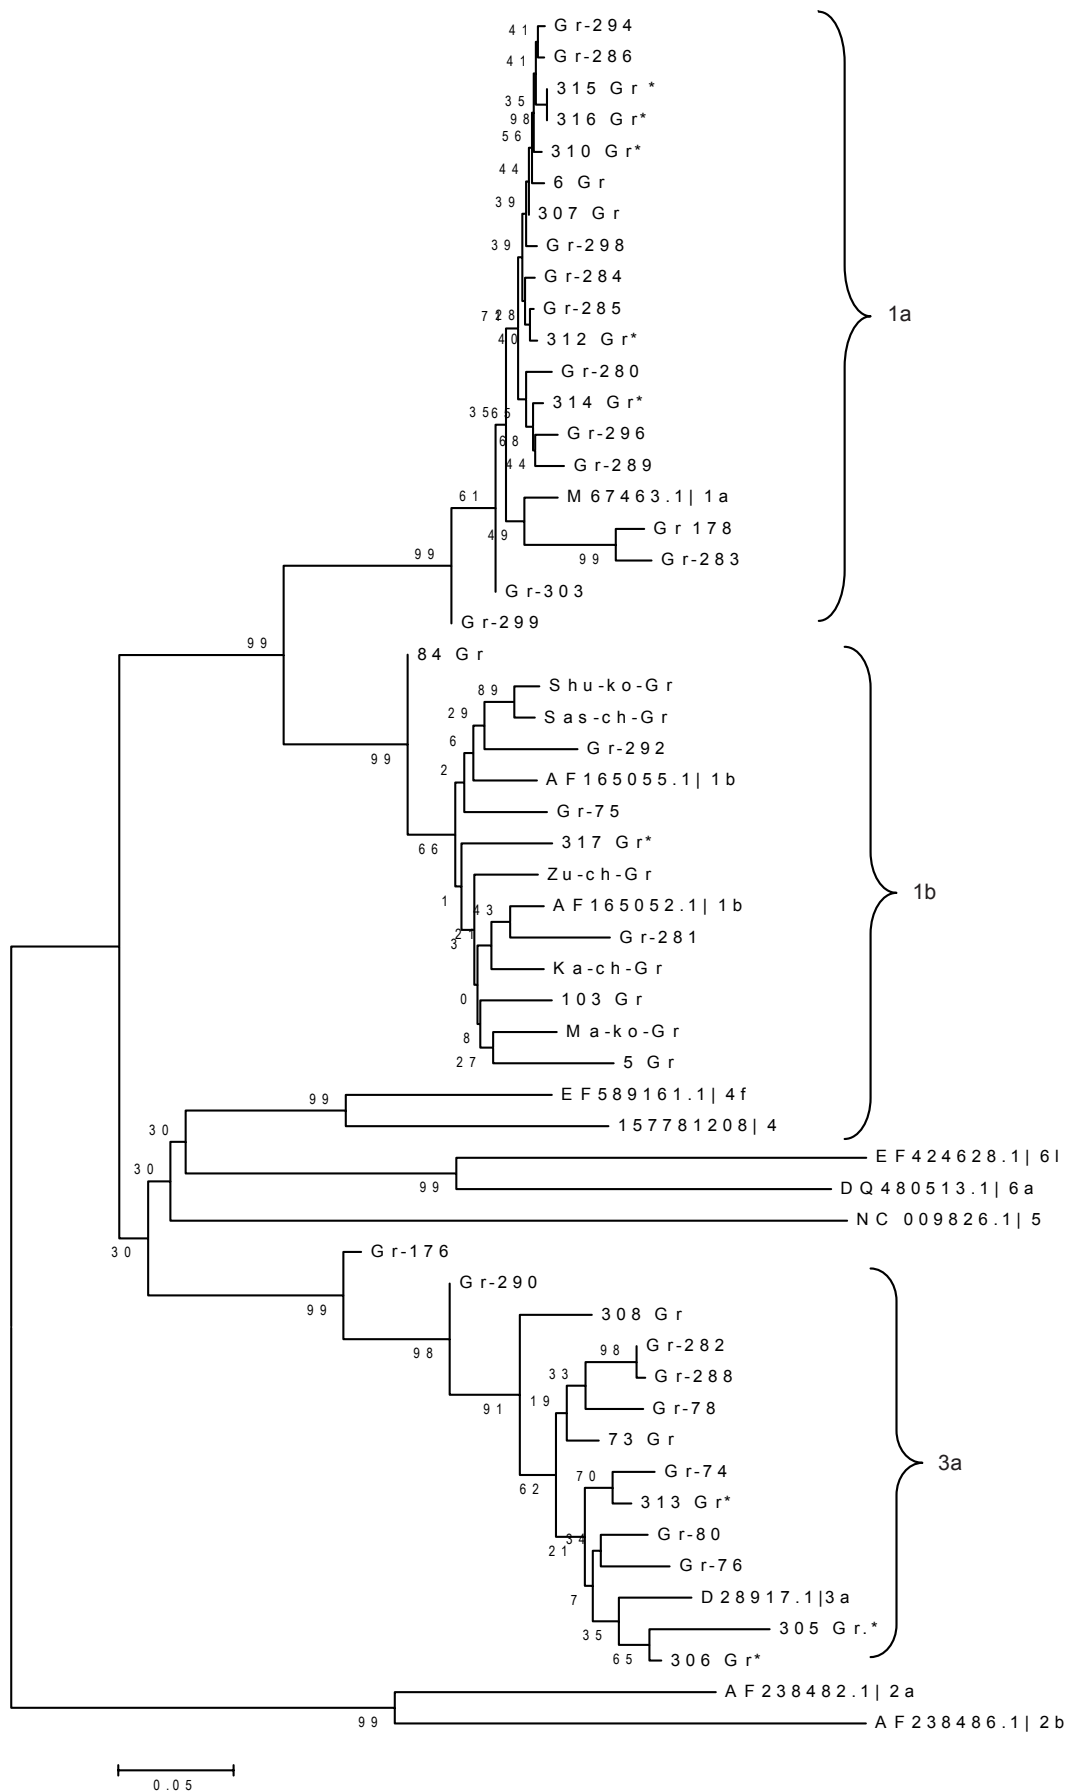 41
Gr-294
41
Gr-286
35
315 Gr *
98
316 Gr*
56
310 Gr*
44
6 Gr
39
307 Gr
39
Gr-298
Gr-284
28
Gr-285
40
312 Gr*
Gr-280
35
65
314 Gr*
68
Gr-296
44
Gr-289
61
M67463.1|1a
49
Gr 178
99
99
Gr-283
Gr-303
Gr-299
1a
99
84 Gr
89
Shu-ko-Gr
29
Sas-ch-Gr
6
Gr-292
99
2
AF165055.1|1b
Gr-75
66
317 Gr*
Zu-ch-Gr
1
43
AF165052.1|1b
21
3
Gr-281
Ka-ch-Gr
0
103 Gr
8
Ma-ko-Gr
27
5 Gr
99
EF589161.1|4f
157781208|4
1b
30
EF424628.1|6l
30
99
DQ480513.1|6a
NC 009826.1|5
30
Gr-176
99
Gr-290
308 Gr
98
98
Gr-282
33
Gr-288
91
19
Gr-78
73 Gr
70
Gr-74
62
313 Gr*
34
Gr-80
21
Gr-76
7
D28917.1|3a
35
305 Gr.*
65
306 Gr*
3a
AF238482.1|2a
99
AF238486.1|2b
0.05